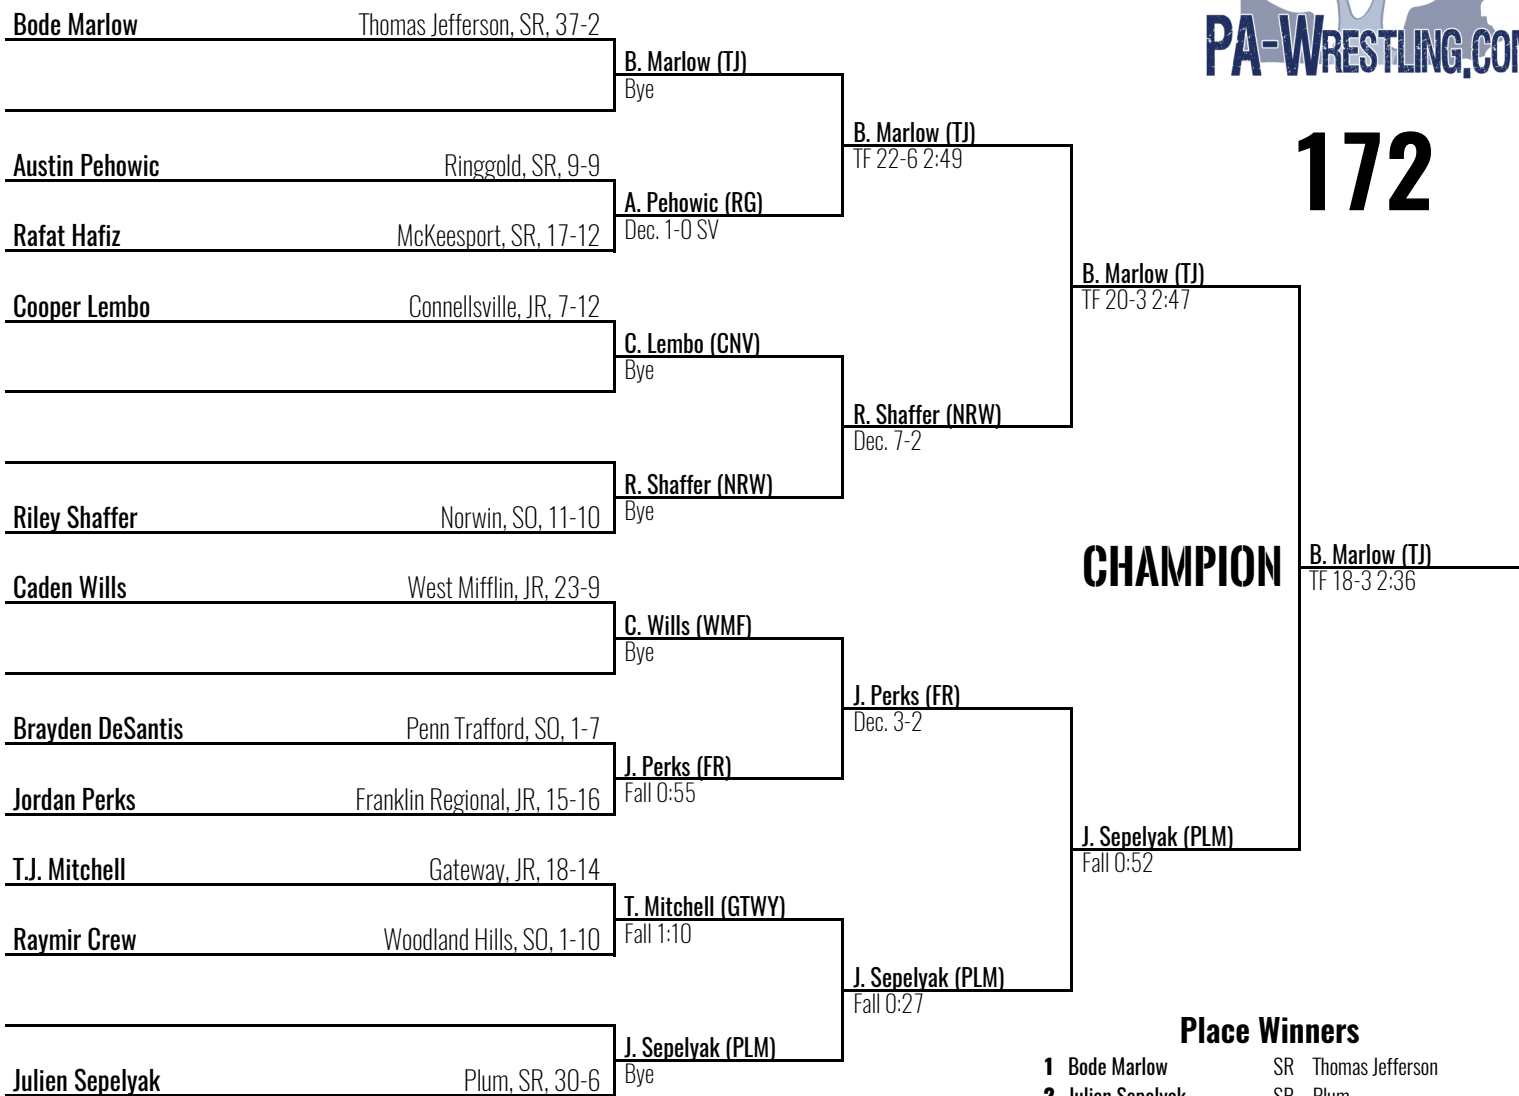 Bode Marlow Thomas Jefferson, SR, 37-2
B. Marlow (TJ)
Bye
Austin Pehowic Ringgold, SR, 9-9
A. Pehowic (RG)
Dec. 1-0 SV
Rafat Hafiz McKeesport, SR, 17-12
B. Marlow (TJ)
TF 22-6 2:49
Cooper Lembo Connellsville, JR, 7-12
C. Lembo (CNV)
Bye
R. Shaffer (NRW)
Dec. 7-2
R. Shaffer (NRW)
Bye
Riley Shaffer Norwin, SO, 11-10
B. Marlow (TJ)
TF 20-3 2:47
Caden Wills West Mifflin, JR, 23-9
C. Wills (WMF)
Bye
J. Perks (FR)
Dec. 3-2
Brayden DeSantis Penn Trafford, SO, 1-7
J. Perks (FR)
Fall 0:55
Jordan Perks Franklin Regional, JR, 15-16
T.J. Mitchell Gateway, JR, 18-14
T. Mitchell (GTWY)
Fall 1:10
Raymir Crew Woodland Hills, SO, 1-10
J. Sepelyak (PLM)
Fall 0:52
J. Sepelyak (PLM)
Fall 0:27
J. Sepelyak (PLM)
Bye
Julien Sepelyak Plum, SR, 30-6
PA-WRESTLING.COM
172
CHAMPION
B. Marlow (TJ)
TF 18-3 2:36
Place Winners
1 Bode Marlow SR Thomas Jefferson
2 Julien Sepelyak SR Plum